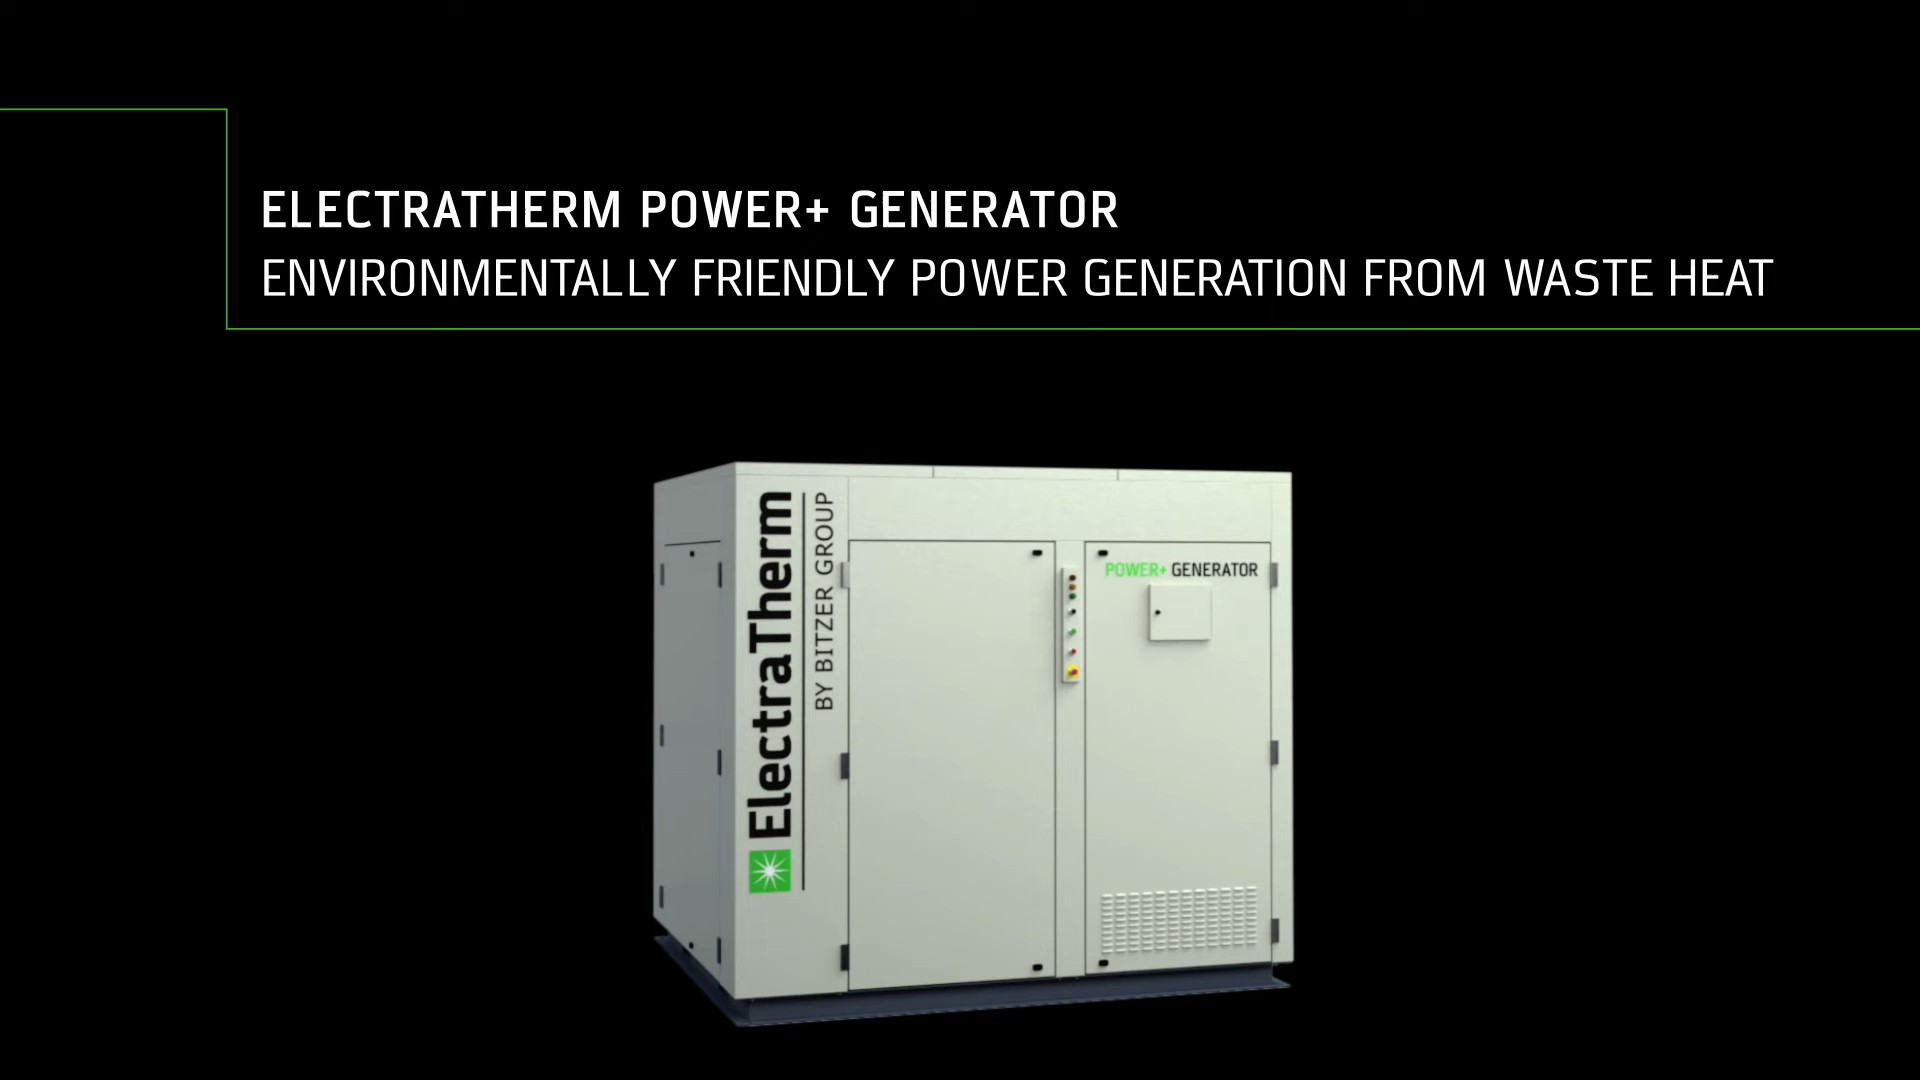 ELECTRATHERM POWER+ GENERATOR
ENVIRONMENTALLY FRIENDLY POWER GENERATION FROM WASTE HEAT
ElectraTherm
BY BITZER GROUP
POWER+ GENERATOR